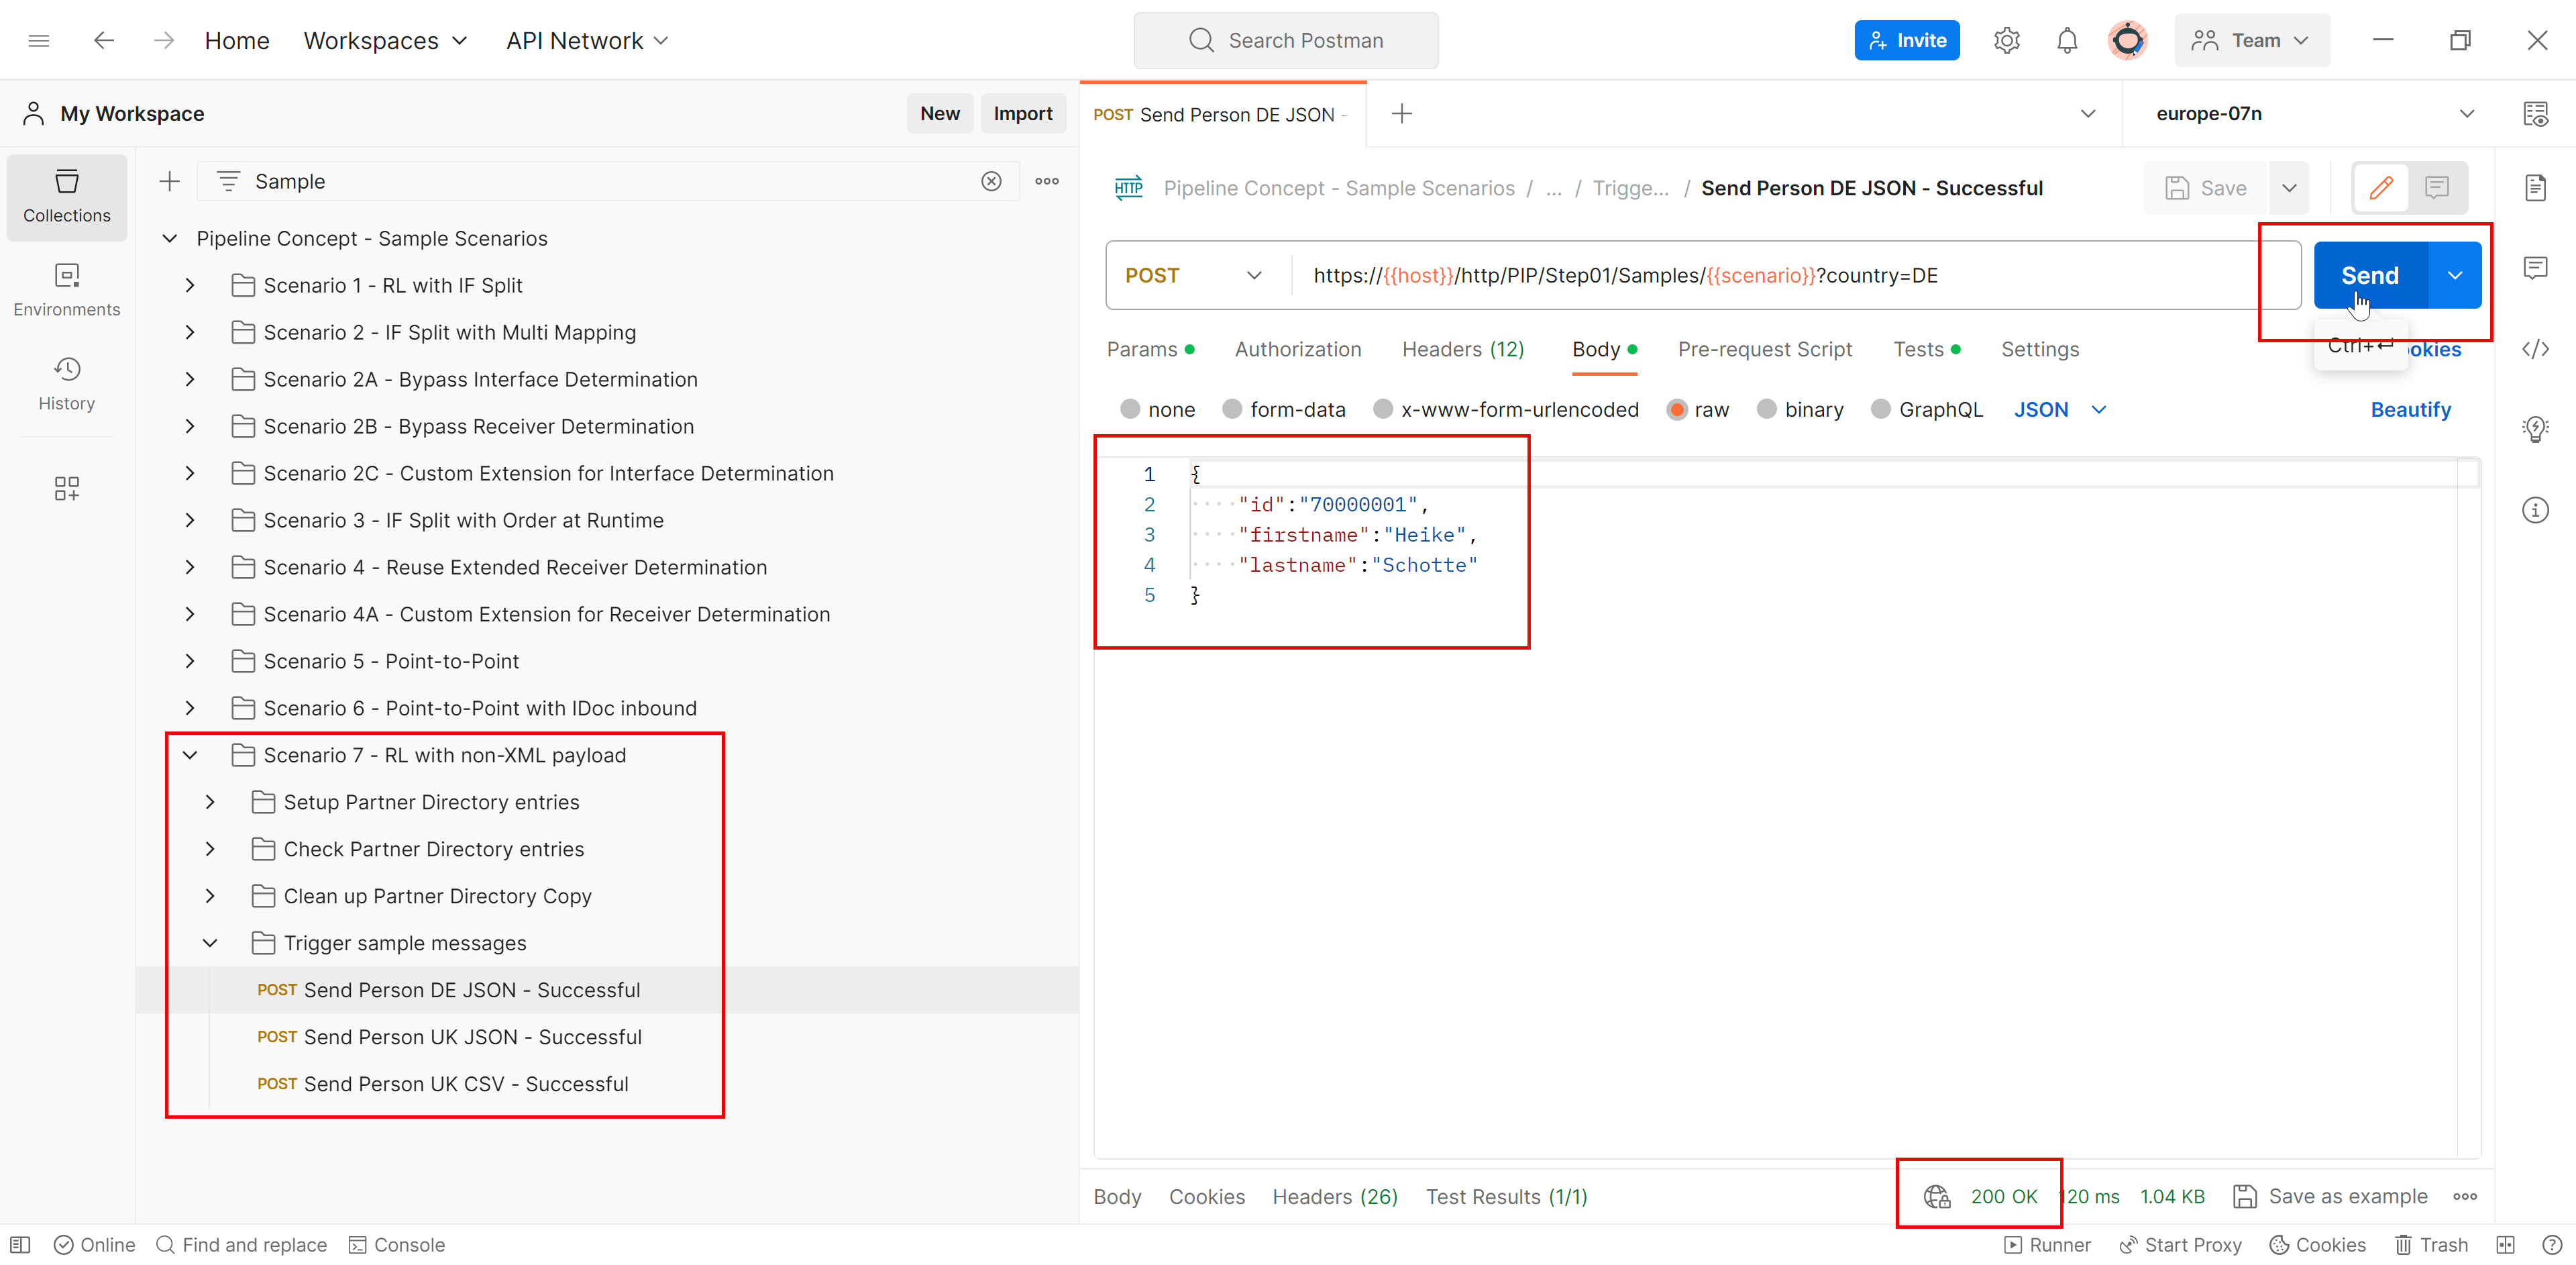 Home Workspaces API Network Search Postman Invite Team
My Workspace New Import
POST Send Person DE JSON - europe-07n
Collections
Environments
History
Sample
Pipeline Concept - Sample Scenarios
Scenario 1 - RL with IF Split
Scenario 2 - IF Split with Multi Mapping
Scenario 2A - Bypass Interface Determination
Scenario 2B - Bypass Receiver Determination
Scenario 2C - Custom Extension for Interface Determination
Scenario 3 - IF Split with Order at Runtime
Scenario 4 - Reuse Extended Receiver Determination
Scenario 4A - Custom Extension for Receiver Determination
Scenario 5 - Point-to-Point
Scenario 6 - Point-to-Point with IDoc inbound
Scenario 7 - RL with non-XML payload
Setup Partner Directory entries
Check Partner Directory entries
Clean up Partner Directory Copy
Trigger sample messages
POST Send Person DE JSON - Successful
POST Send Person UK JSON - Successful
POST Send Person UK CSV - Successful
HTTP Pipeline Concept - Sample Scenarios / ... / Trigge... / Send Person DE JSON - Successful Save
POST https://{{host}}/http/PIP/Step01/Samples/{{scenario}}?country=DE Send
Params Authorization Headers (12) Body Pre-request Script Tests Settings Ctrl+↵ okies
none form-data x-www-form-urlencoded raw binary GraphQL JSON Beautify
1 {
2 ····"id":"70000001",
3 ····"firstname":"Heike",
4 ····"lastname":"Schotte"
5 }
Body Cookies Headers (26) Test Results (1/1) 200 OK 120 ms 1.04 KB Save as example
Online Find and replace Console Runner Start Proxy Cookies Trash